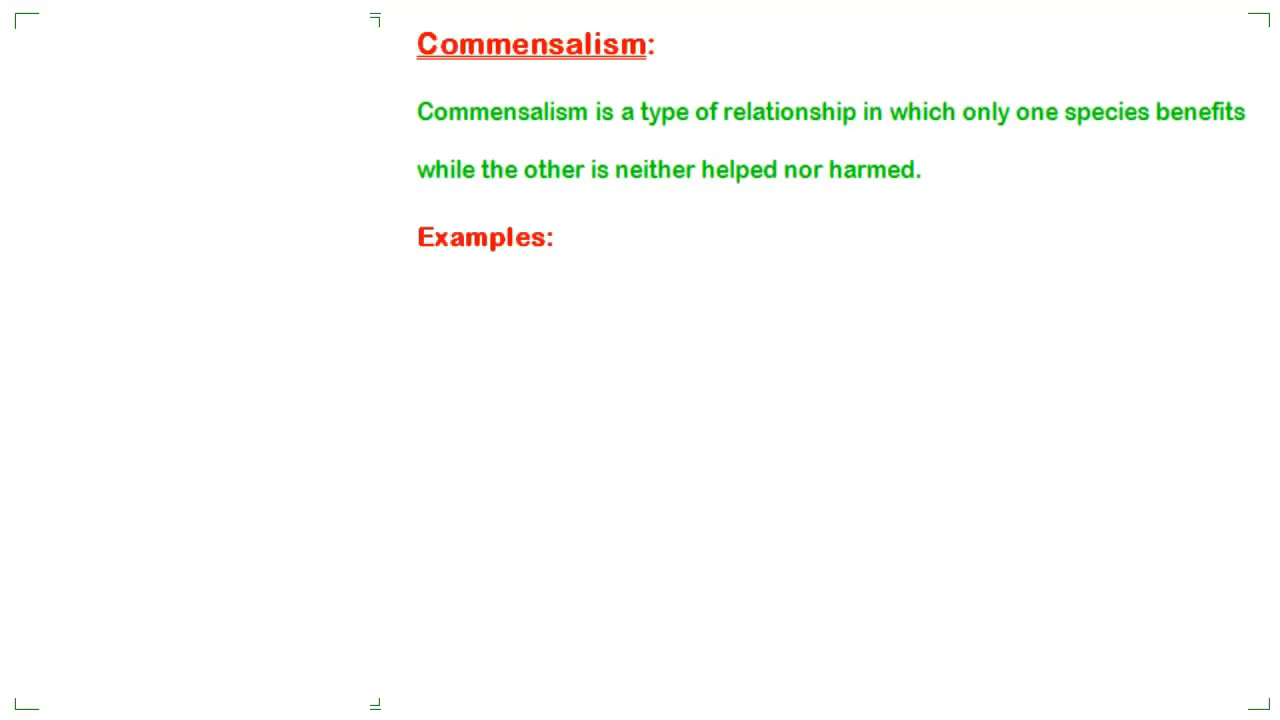 Commensalism:
Commensalism is a type of relationship in which only one species benefits
while the other is neither helped nor harmed.
Examples: